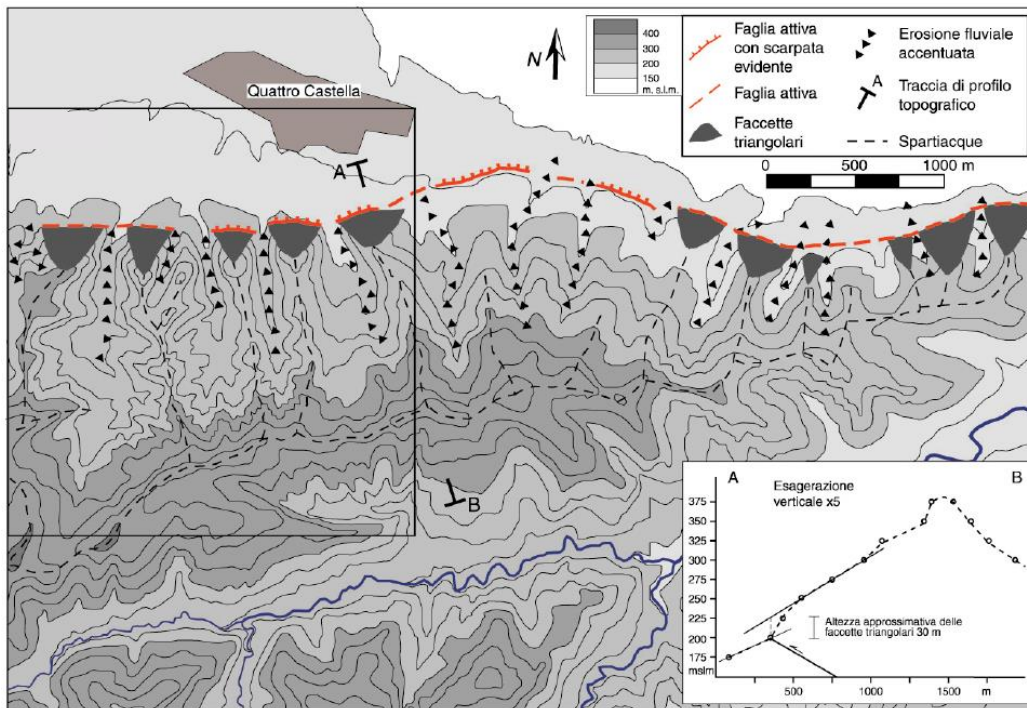 Quattro Castella
N
400
300
200
150
m. s.l.m.
Faglia attiva
con scarpata
evidente
Faglia attiva
Faccette
triangolari
Erosione fluviale
accentuata
A
Traccia di profilo
topografico
Spartiacque
0 500 1000 m
A
B
A
B
Esagerazione
verticale x5
375
350
325
300
275
250
225
200
175
mslm
Altezza approssimativa delle
faccette triangolari 30 m
500 1000 1500 m